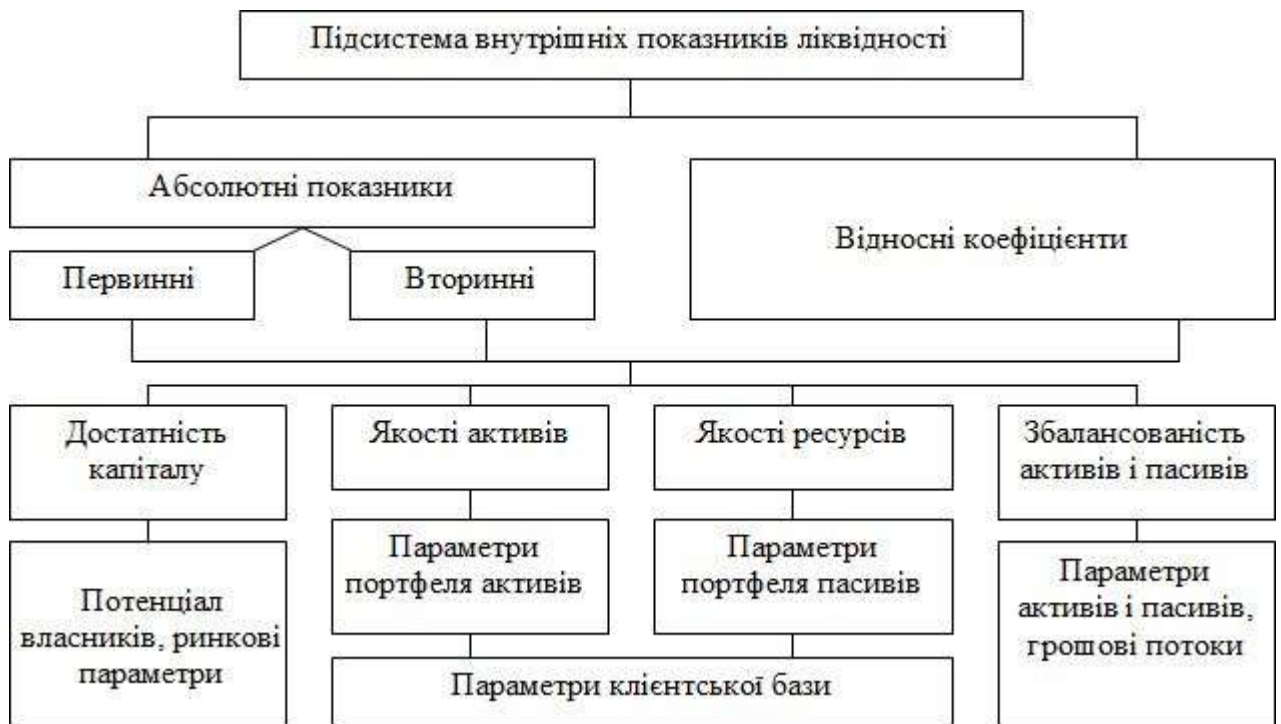 Підсистема внутрішніх показників ліквідності
Абсолютні показники
Відносні коефіцієнти
Первинні
Вторинні
Достатність
капіталу
Якості активів
Якості ресурсів
Збалансованість
активів і пасивів
Потенціал
власників, ринкові
параметри
Параметри
портфеля активів
Параметри
портфеля пасивів
Параметри
активів і пасивів,
грошові потоки
Параметри клієнтської бази